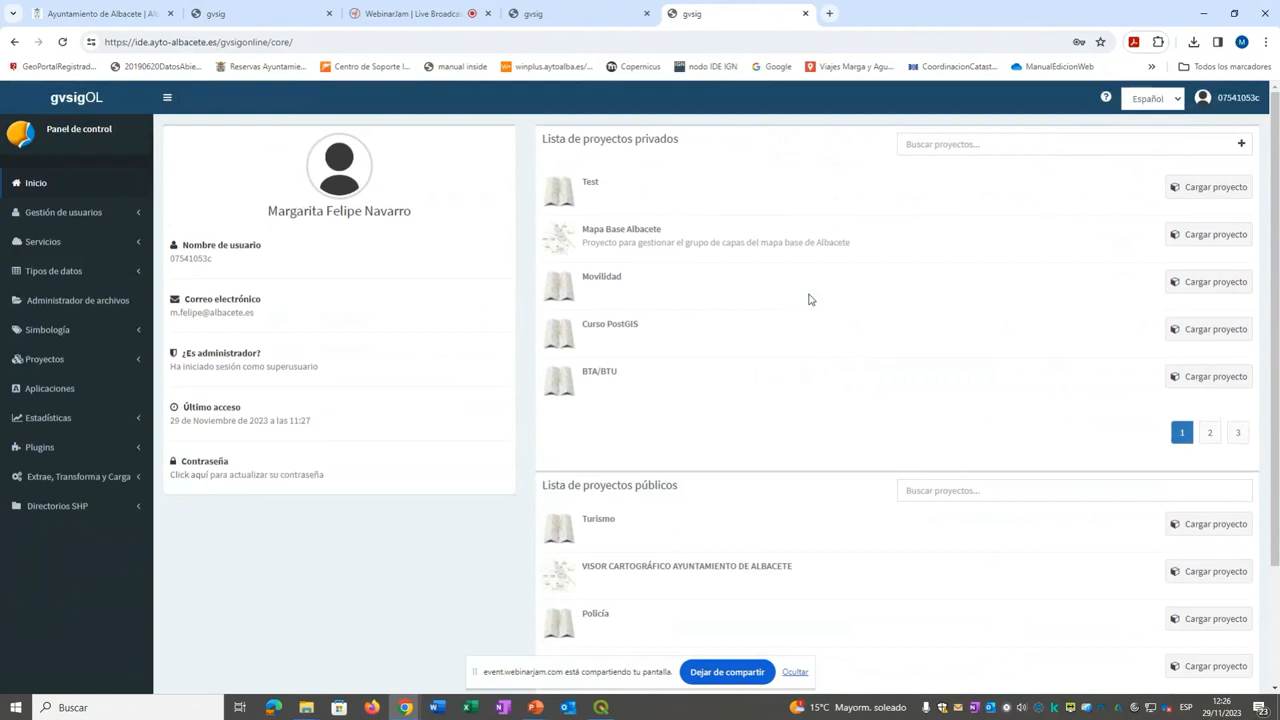 Ayuntamiento de Albacete | Al
gvsig
WebinarJam | Live Broadca
gvsig
gvsig
https://ide.ayto-albacete.es/gvsigonline/core/
M
GeoPortalRegistrad...
20190620DatosAbie...
Reservas Ayuntamie...
Centro de Soporte I...
manual inside
winplus.aytoalba.es/...
Copernicus
nodo IDE IGN
Google
Viajes Marga y Agu...
CoordinacionCatast...
ManualEdicionWeb
»
Todos los marcadores
gvsigOL
Español
07541053c
Panel de control
Inicio
Gestión de usuarios
Servicios
Tipos de datos
Administrador de archivos
Simbología
Proyectos
Aplicaciones
Estadísticas
Plugins
Extrae, Transforma y Carga
Directorios SHP
Margarita Felipe Navarro
Nombre de usuario
07541053c
Correo electrónico
m.felipe@albacete.es
¿Es administrador?
Ha iniciado sesión como superusuario
Último acceso
29 de Noviembre de 2023 a las 11:27
Contraseña
Click aquí para actualizar su contraseña
Lista de proyectos privados
Buscar proyectos...
Test
Cargar proyecto
Mapa Base Albacete
Proyecto para gestionar el grupo de capas del mapa base de Albacete
Cargar proyecto
Movilidad
Cargar proyecto
Curso PostGIS
Cargar proyecto
BTA/BTU
Cargar proyecto
1 2 3
Lista de proyectos públicos
Buscar proyectos...
Turismo
Cargar proyecto
VISOR CARTOGRÁFICO AYUNTAMIENTO DE ALBACETE
Cargar proyecto
Policía
Cargar proyecto
Cargar proyecto
event.webinarjam.com está compartiendo tu pantalla.
Dejar de compartir
Ocultar
Buscar
15°C Mayorm. soleado
12:26
29/11/2023